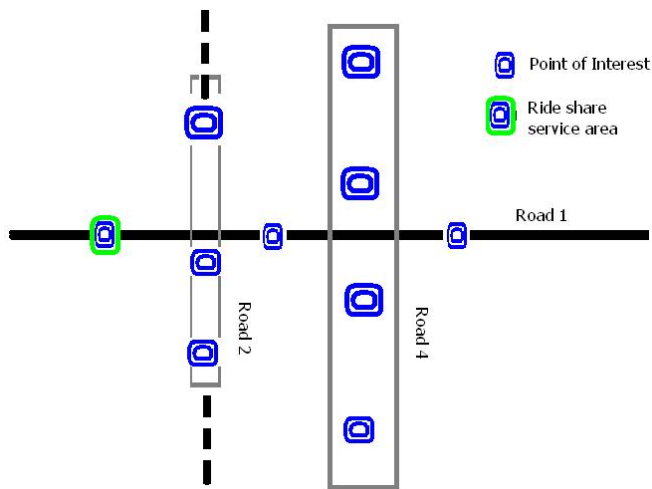 Point of Interest
Ride share
service area
Road 1
Road 2
Road 4